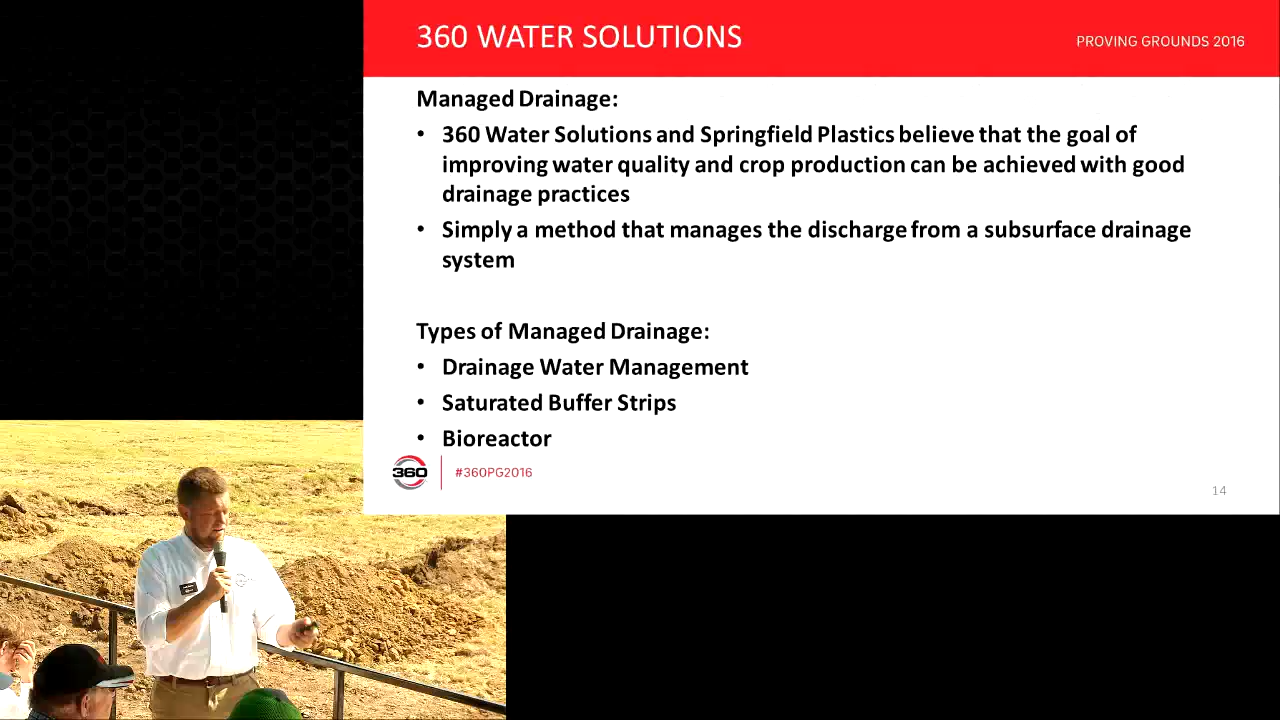 360 WATER SOLUTIONS
PROVING GROUNDS 2016
Managed Drainage:
• 360 Water Solutions and Springfield Plastics believe that the goal of
improving water quality and crop production can be achieved with good
drainage practices
• Simply a method that manages the discharge from a subsurface drainage
system
Types of Managed Drainage:
• Drainage Water Management
• Saturated Buffer Strips
• Bioreactor
360
#360PG2016
14